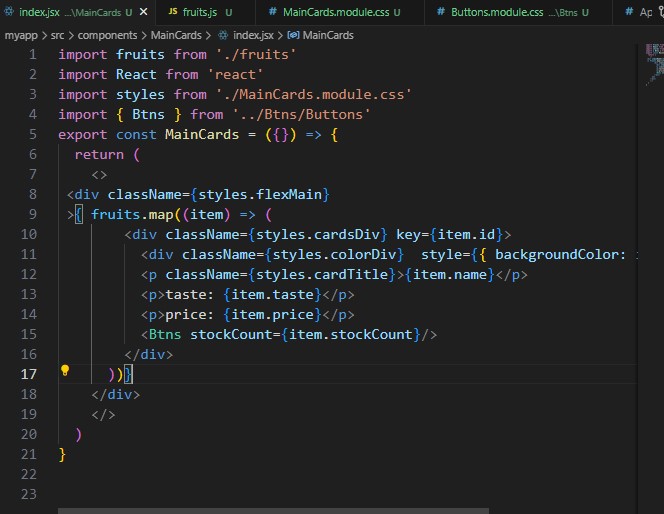 index.jsx ...\MainCards U JS fruits.js U # MainCards.module.css U # Buttons.module.css ...\Btns U Ap
myapp > src > components > MainCards > index.jsx > MainCards
1 import fruits from './fruits'
2 import React from 'react'
3 import styles from './MainCards.module.css'
4 import { Btns } from '../Btns/Buttons'
5 export const MainCards = ({}) => {
6 return (
7 <>
8 <div className={styles.flexMain}
9 >{ fruits.map((item) => (
10 <div className={styles.cardsDiv} key={item.id}>
11 <div className={styles.colorDiv} style={{ backgroundColor:
12 <p className={styles.cardTitle}>{item.name}</p>
13 <p>taste: {item.taste}</p>
14 <p>price: {item.price}</p>
15 <Btns stockCount={item.stockCount}/>
16 </div>
17 ))}
18 </div>
19 </>
20 )
21 }
22
23